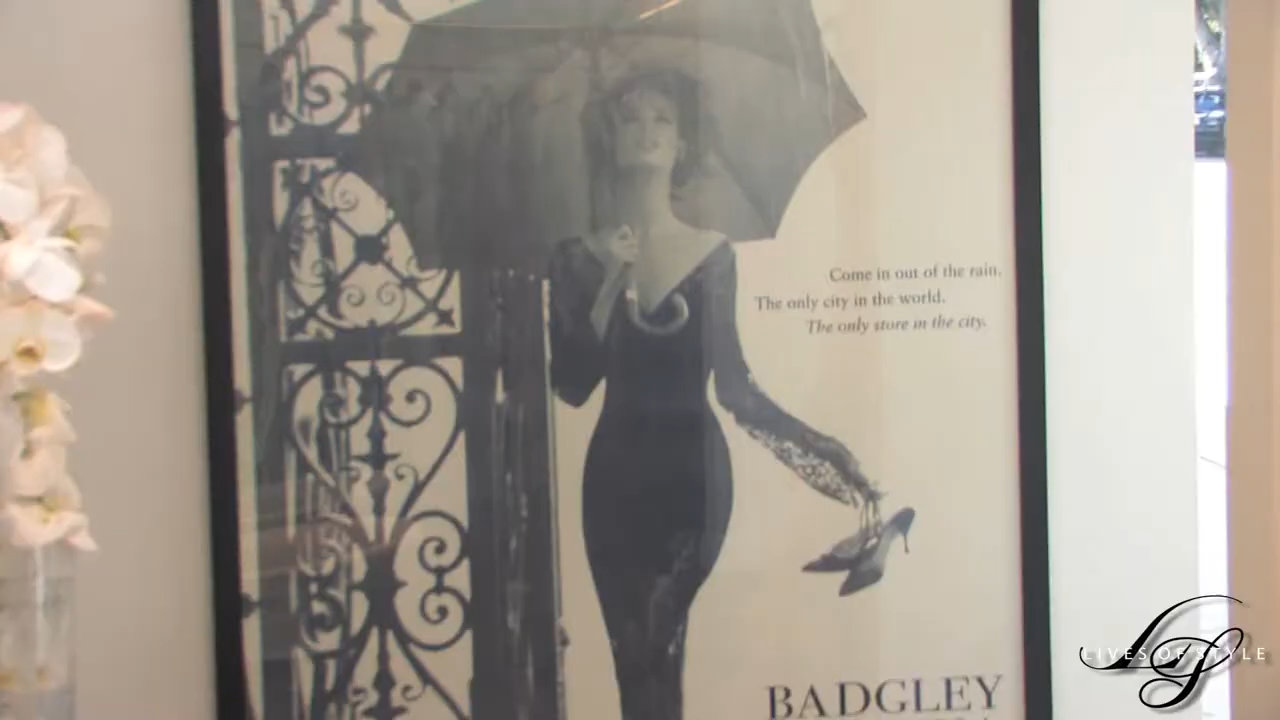 Come in out of the rain.
The only city in the world.
The only store in the city.
BADGLEY
LIVES OF STYLE